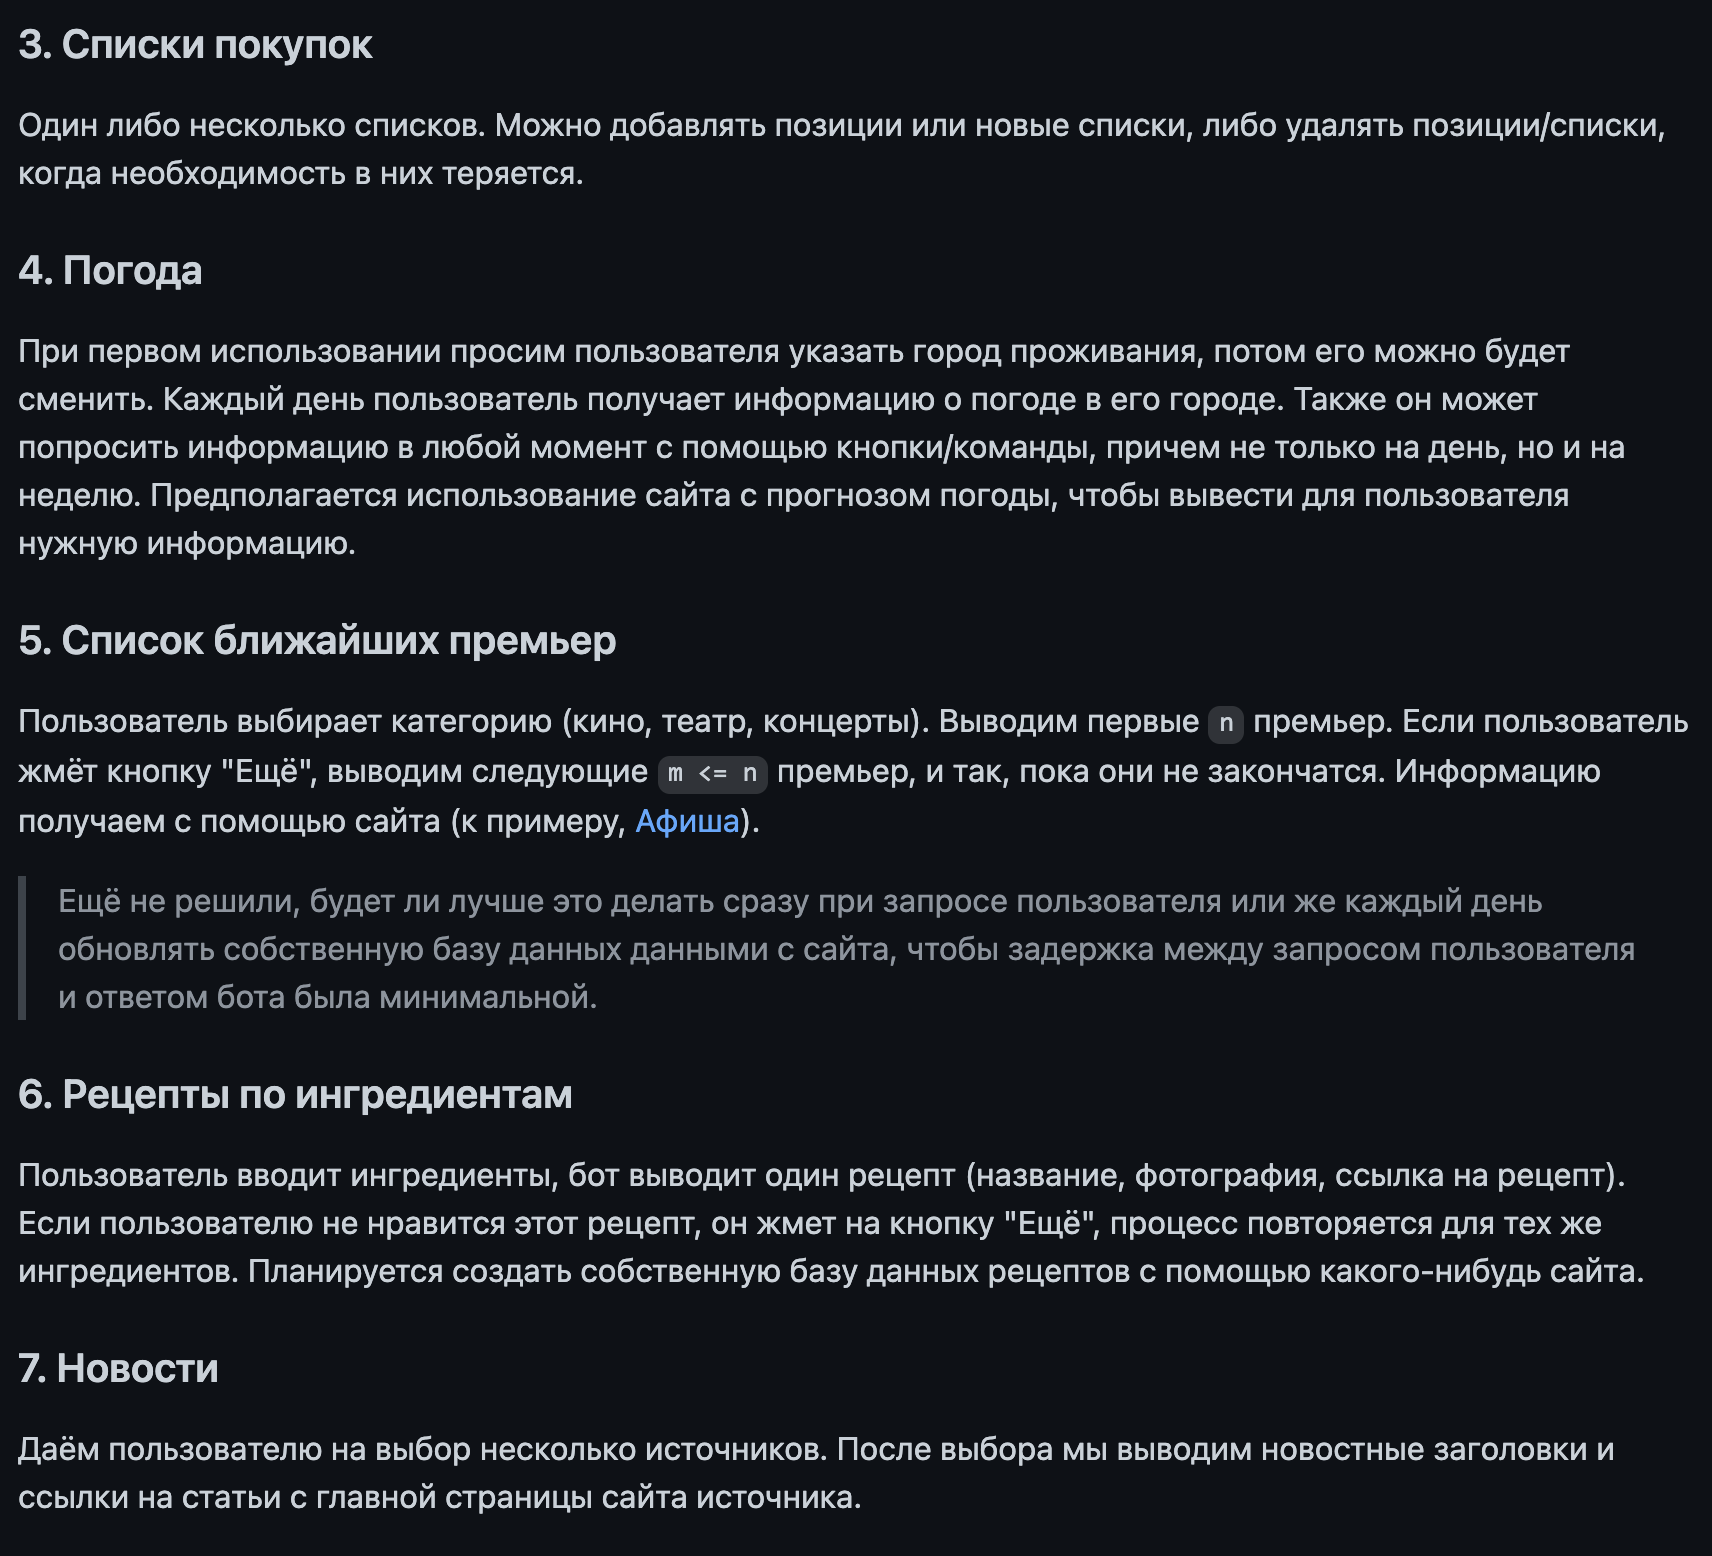 3. Списки покупок
Один либо несколько списков. Можно добавлять позиции или новые списки, либо удалять позиции/списки,
когда необходимость в них теряется.
4. Погода
При первом использовании просим пользователя указать город проживания, потом его можно будет
сменить. Каждый день пользователь получает информацию о погоде в его городе. Также он может
попросить информацию в любой момент с помощью кнопки/команды, причем не только на день, но и на
неделю. Предполагается использование сайта с прогнозом погоды, чтобы вывести для пользователя
нужную информацию.
5. Список ближайших премьер
Пользователь выбирает категорию (кино, театр, концерты). Выводим первые n премьер. Если пользователь
жмёт кнопку "Ещё", выводим следующие m <= n премьер, и так, пока они не закончатся. Информацию
получаем с помощью сайта (к примеру, Афиша).
Ещё не решили, будет ли лучше это делать сразу при запросе пользователя или же каждый день
обновлять собственную базу данных данными с сайта, чтобы задержка между запросом пользователя
и ответом бота была минимальной.
6. Рецепты по ингредиентам
Пользователь вводит ингредиенты, бот выводит один рецепт (название, фотография, ссылка на рецепт).
Если пользователю не нравится этот рецепт, он жмет на кнопку "Ещё", процесс повторяется для тех же
ингредиентов. Планируется создать собственную базу данных рецептов с помощью какого-нибудь сайта.
7. Новости
Даём пользователю на выбор несколько источников. После выбора мы выводим новостные заголовки и
ссылки на статьи с главной страницы сайта источника.